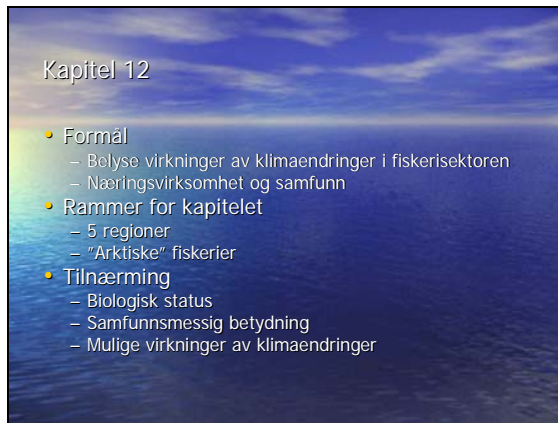 Kapitel 12
• Formål
– Belyse virkninger av klimaendringer i fiskerisektoren
– Næringsvirksomhet og samfunn
• Rammer for kapitelet
– 5 regioner
– "Arktiske" fiskerier
• Tilnærming
– Biologisk status
– Samfunnsmessig betydning
– Mulige virkninger av klimaendringer